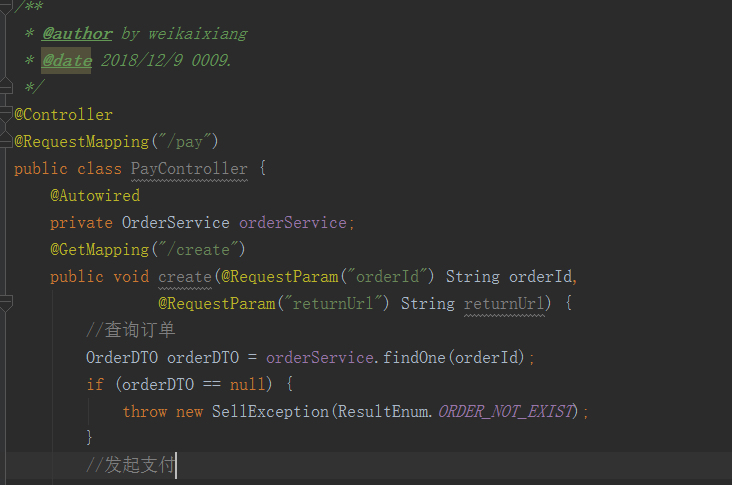 /**
 * @author by weikaixiang
 * @date 2018/12/9 0009.
 */
@Controller
@RequestMapping("/pay")
public class PayController {
    @Autowired
    private OrderService orderService;
    @GetMapping("/create")
    public void create(@RequestParam("orderId") String orderId,
                @RequestParam("returnUrl") String returnUrl) {
        //查询订单
        OrderDTO orderDTO = orderService.findOne(orderId);
        if (orderDTO == null) {
            throw new SellException(ResultEnum.ORDER_NOT_EXIST);
        }
        //发起支付